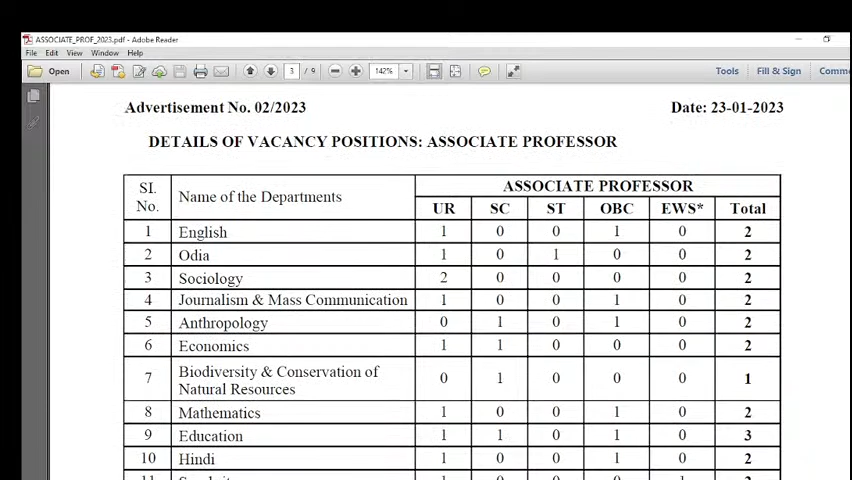 ASSOCIATE_PROF_2023.pdf - Adobe Reader
File Edit View Window Help
Open 3 / 9 142% Tools Fill & Sign
Advertisement No. 02/2023 Date: 23-01-2023
DETAILS OF VACANCY POSITIONS: ASSOCIATE PROFESSOR
SI. No. Name of the Departments ASSOCIATE PROFESSOR
UR SC ST OBC EWS* Total
1 English 1 0 0 1 0 2
2 Odia 1 0 1 0 0 2
3 Sociology 2 0 0 0 0 2
4 Journalism & Mass Communication 1 0 0 1 0 2
5 Anthropology 0 1 0 1 0 2
6 Economics 1 1 0 0 0 2
7 Biodiversity & Conservation of
Natural Resources 0 1 0 0 0 1
8 Mathematics 1 0 0 1 0 2
9 Education 1 1 0 1 0 3
10 Hindi 1 0 0 1 0 2